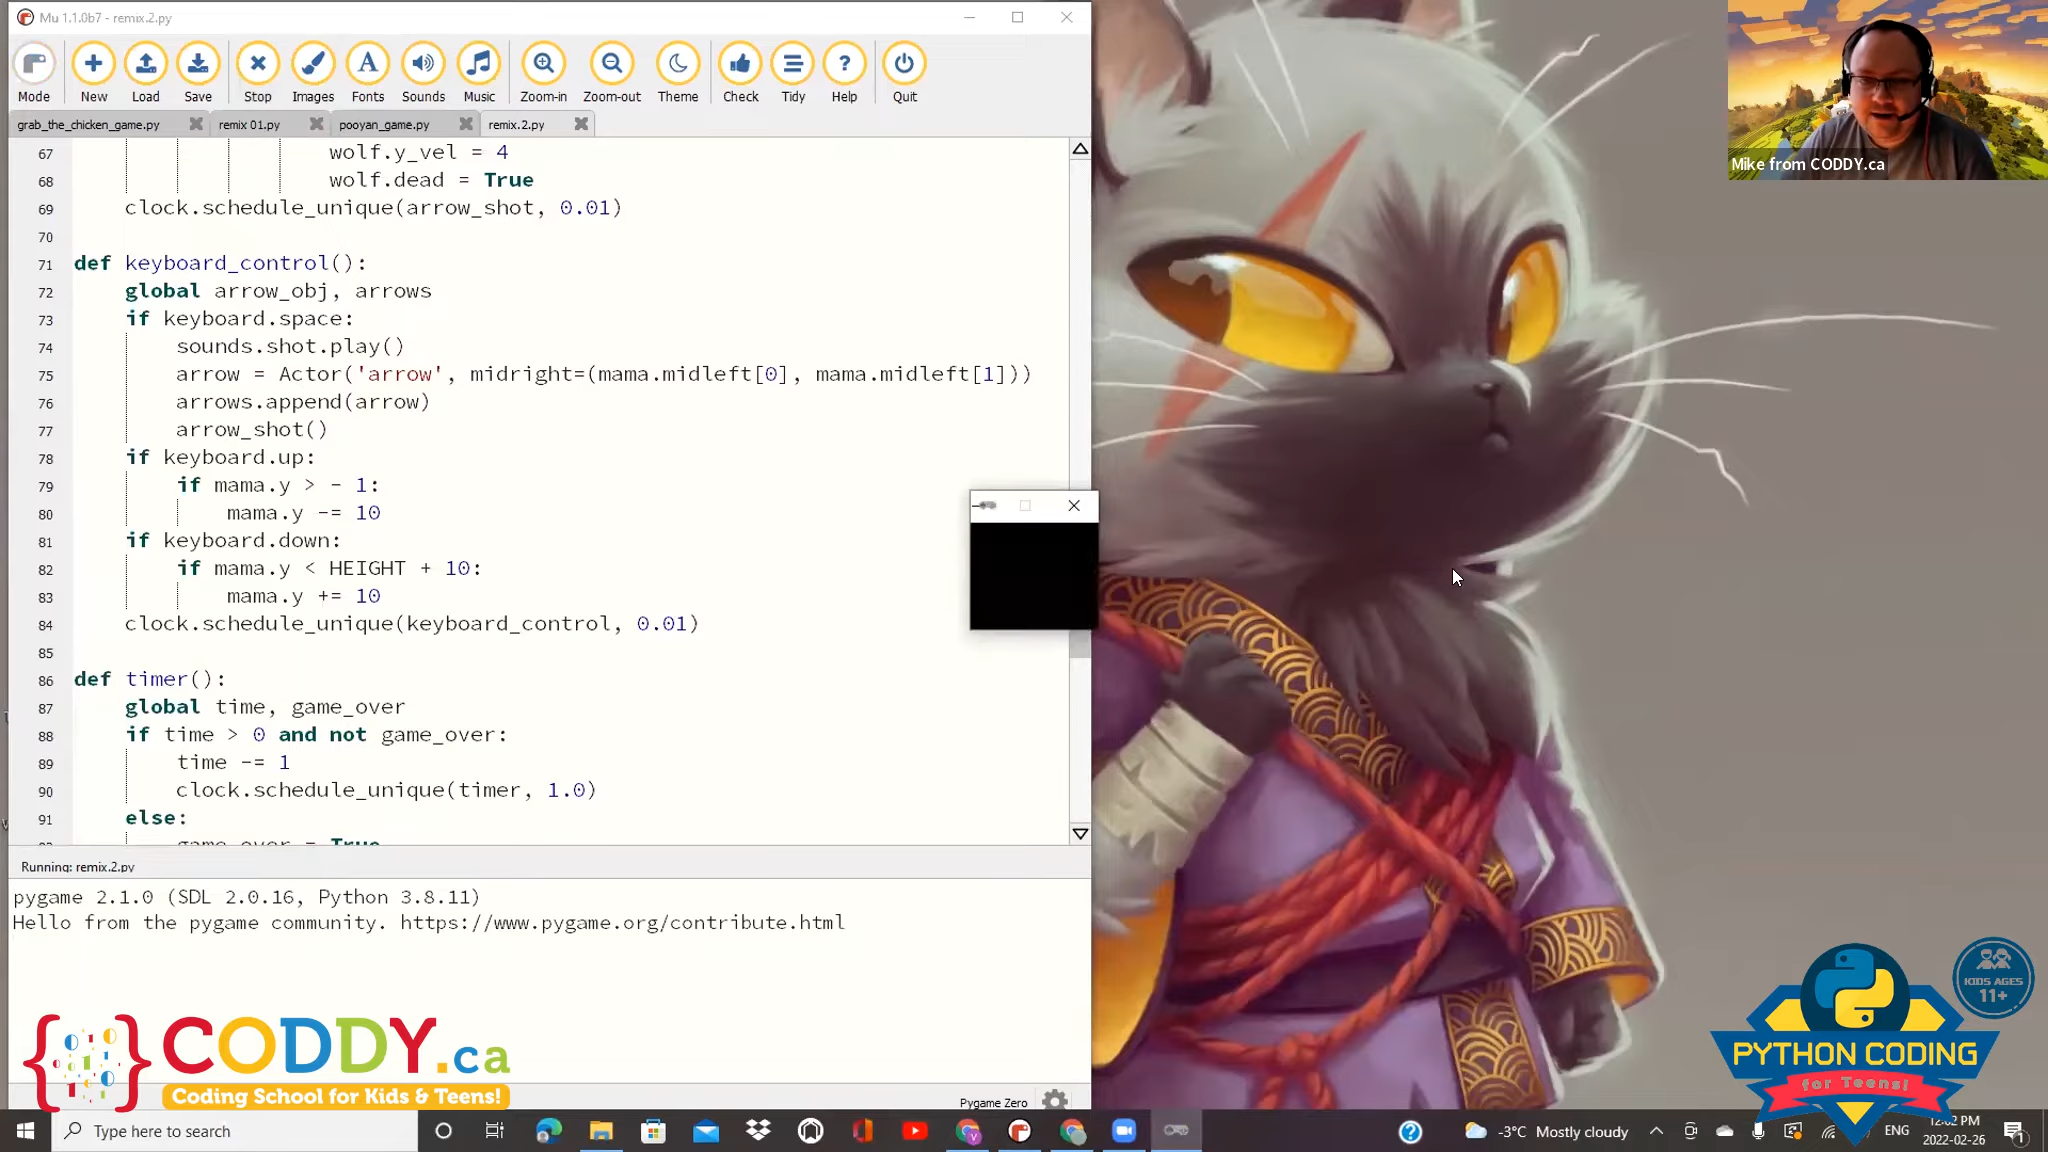 Mu 1.1.0b7 - remix.2.py
Mode New Load Save Stop Images Fonts Sounds Music Zoom-in Zoom-out Theme Check Tidy Help Quit
grab_the_chicken_game.py remix 01.py pooyan_game.py remix.2.py
67 wolf.y_vel = 4
68 wolf.dead = True
69 clock.schedule_unique(arrow_shot, 0.01)
70
71 def keyboard_control():
72 global arrow_obj, arrows
73 if keyboard.space:
74 sounds.shot.play()
75 arrow = Actor('arrow', midright=(mama.midleft[0], mama.midleft[1]))
76 arrows.append(arrow)
77 arrow_shot()
78 if keyboard.up:
79 if mama.y > - 1:
80 mama.y -= 10
81 if keyboard.down:
82 if mama.y < HEIGHT + 10:
83 mama.y += 10
84 clock.schedule_unique(keyboard_control, 0.01)
85
86 def timer():
87 global time, game_over
88 if time > 0 and not game_over:
89 time -= 1
90 clock.schedule_unique(timer, 1.0)
91 else:
game_over = True
Running: remix.2.py
pygame 2.1.0 (SDL 2.0.16, Python 3.8.11)
Hello from the pygame community. https://www.pygame.org/contribute.html
Mike from CODDY.ca
CODDY.ca
Coding School for Kids & Teens!
KIDS AGES
11+
PYTHON CODING
for Teens!
Pygame Zero
Type here to search
-3°C Mostly cloudy
ENG
12:02 PM
2022-02-26
1